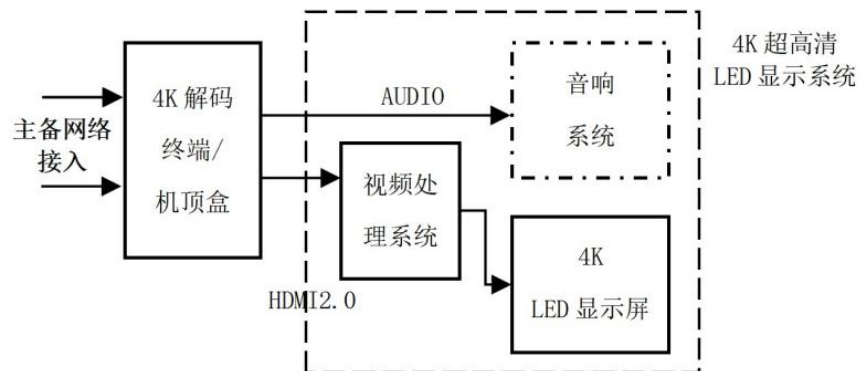 主备网络
接入
4K 解码
终端/
机顶盒
AUDIO
HDMI2.0
视频处
理系统
音响
系统
4K
LED 显示屏
4K 超高清
LED 显示系统